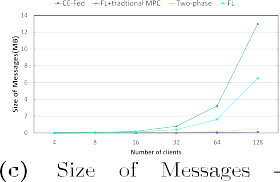 CE-Fed FL+tradtional MPC Two-phase FL
14
12
10
8
6
4
2
0
Size of Messages(MB)
4 8 16 32 64 128
Number of clients
(c) Size of Messages -